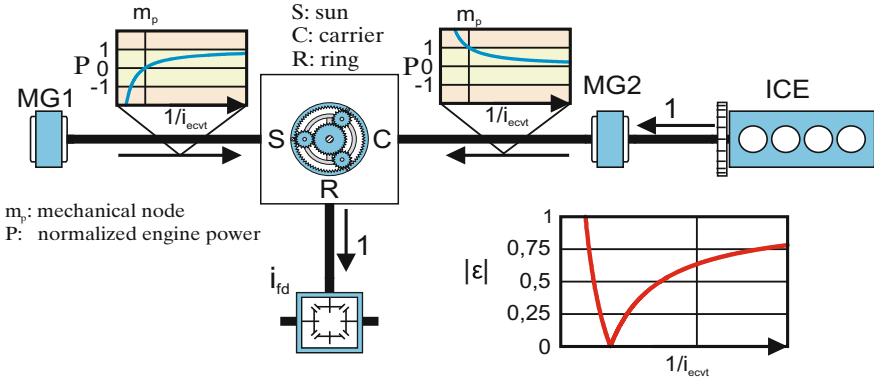 S: sun
C: carrier
R: ring
m_p
P
1
0
-1
1/i_ecvt
m_p
P
1
0
-1
1/i_ecvt
MG1
MG2
ICE
1
S
C
R
1
m_p: mechanical node
P: normalized engine power
i_fd
|ε|
1
0,75
0,5
0,25
0
1/i_ecvt